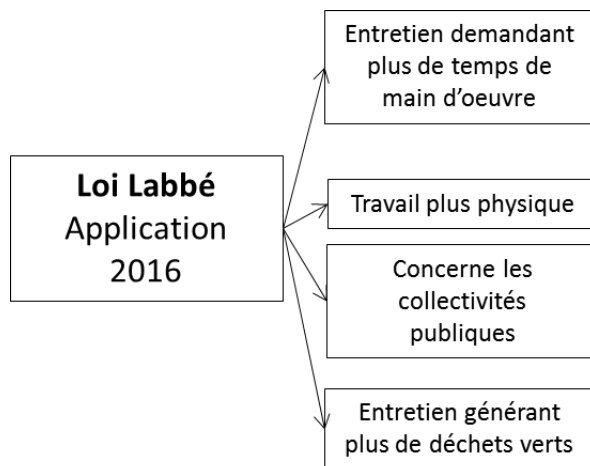 Entretien demandant
plus de temps de
main d'oeuvre
Loi Labbé
Application
2016
Travail plus physique
Concerne les
collectivités
publiques
Entretien générant
plus de déchets verts